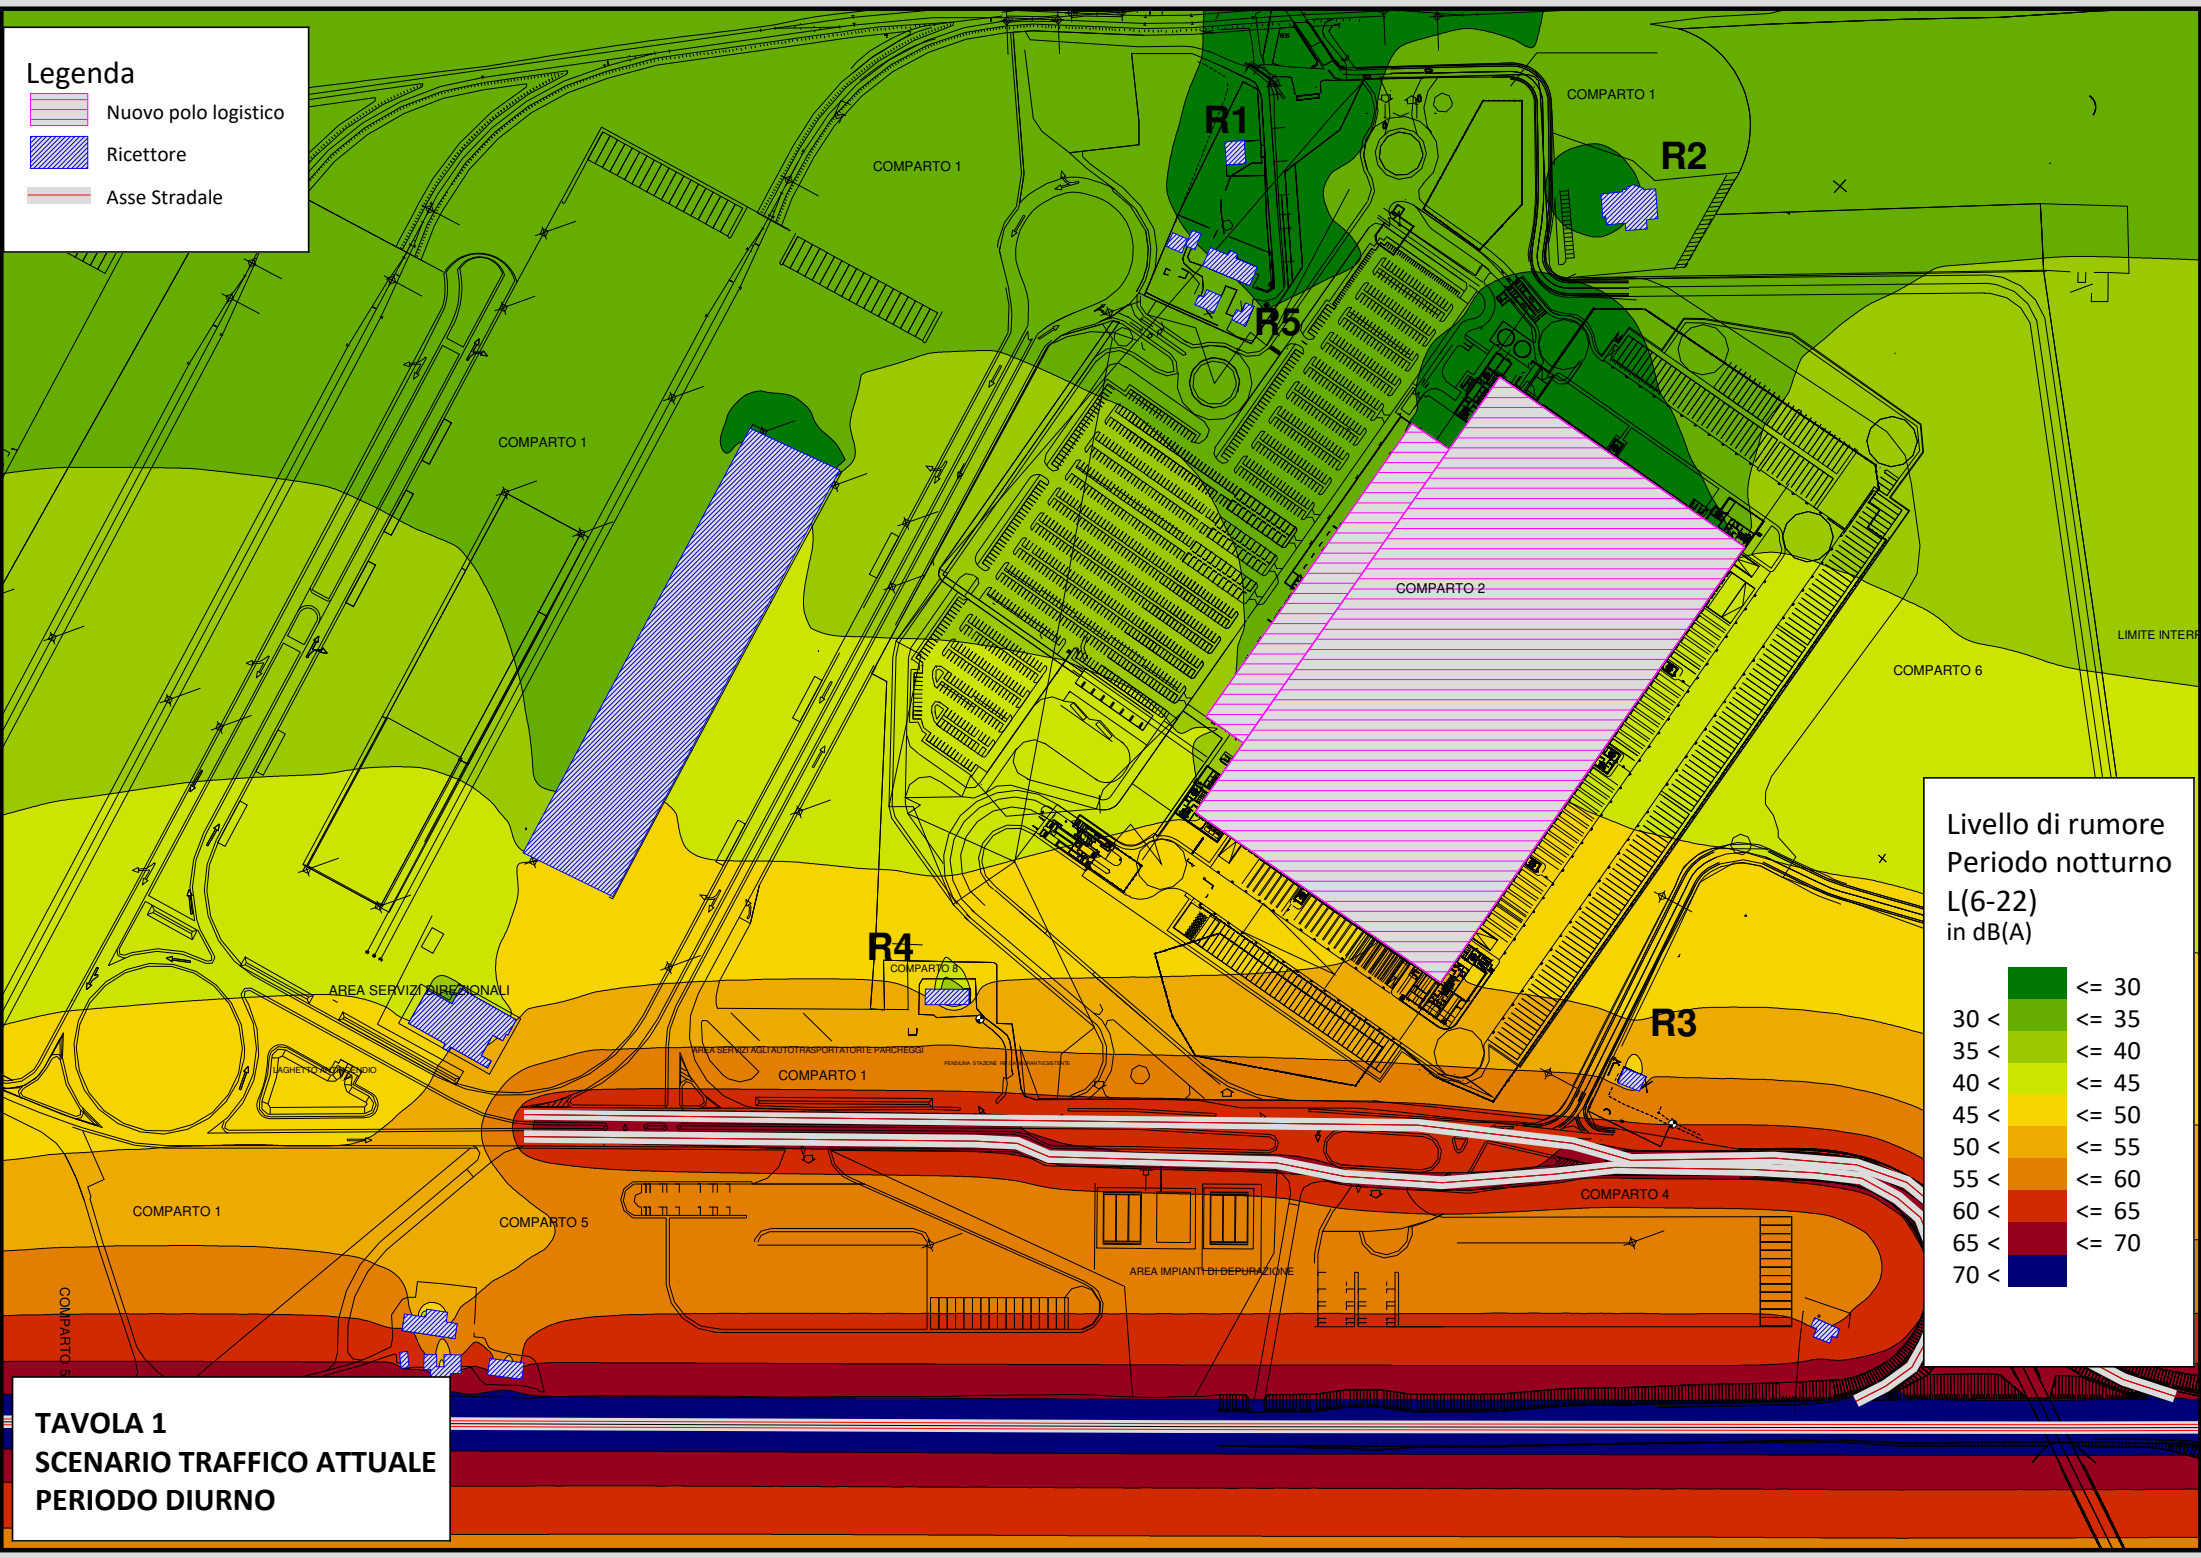 Legenda
Nuovo polo logistico
Ricettore
Asse Stradale
COMPARTO 1
R1
COMPARTO 1
R2
R5
COMPARTO 1
COMPARTO 2
LIMITE INTERP
COMPARTO 6
Livello di rumore
Periodo notturno
L(6-22)
in dB(A)
<= 30
30 < <= 35
35 < <= 40
40 < <= 45
45 < <= 50
50 < <= 55
55 < <= 60
60 < <= 65
65 < <= 70
70 <
R4
COMPARTO 8
AREA SERVIZI DIREZIONALI
R3
AREA SERVIZI AGLI AUTOTRASPORTATORI E PARCHEGGI
LAGHETTO ANTINCENDIO
COMPARTO 1
COMPARTO 4
COMPARTO 1
COMPARTO 5
AREA IMPIANTI DI DEPURAZIONE
COMPARTO 5
TAVOLA 1
SCENARIO TRAFFICO ATTUALE
PERIODO DIURNO